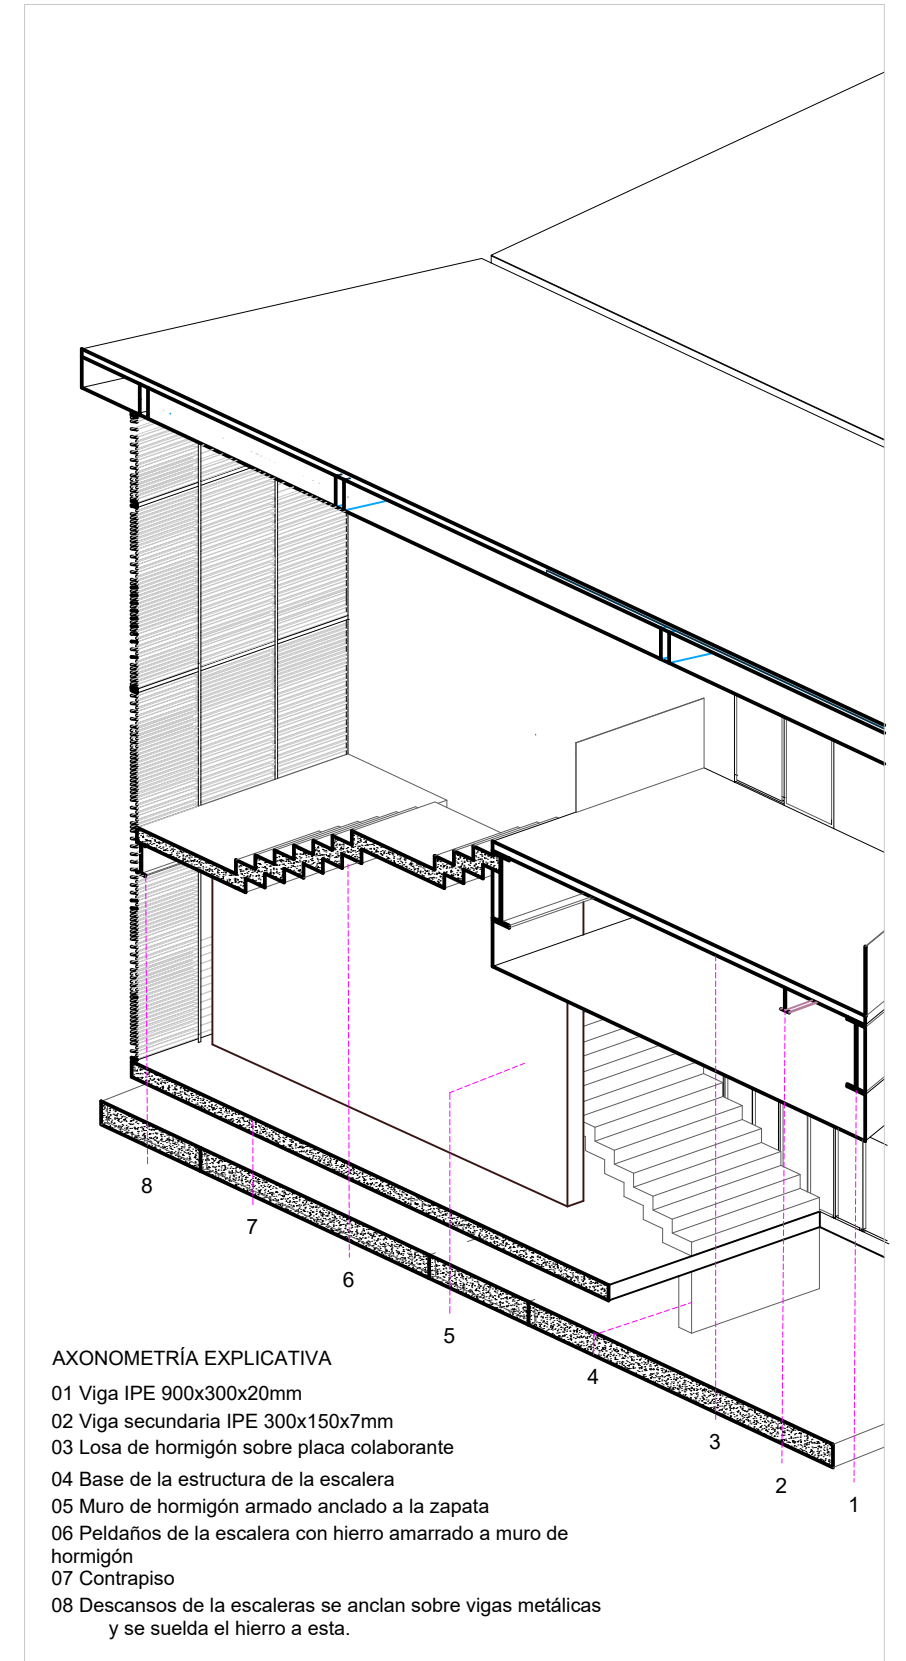 8
7
6
5
4
3
2
1
AXONOMETRÍA EXPLICATIVA
01 Viga IPE 900x300x20mm
02 Viga secundaria IPE 300x150x7mm
03 Losa de hormigón sobre placa colaborante
04 Base de la estructura de la escalera
05 Muro de hormigón armado anclado a la zapata
06 Peldaños de la escalera con hierro amarrado a muro de
hormigón
07 Contrapiso
08 Descansos de la escaleras se anclan sobre vigas metálicas
y se suelda el hierro a esta.